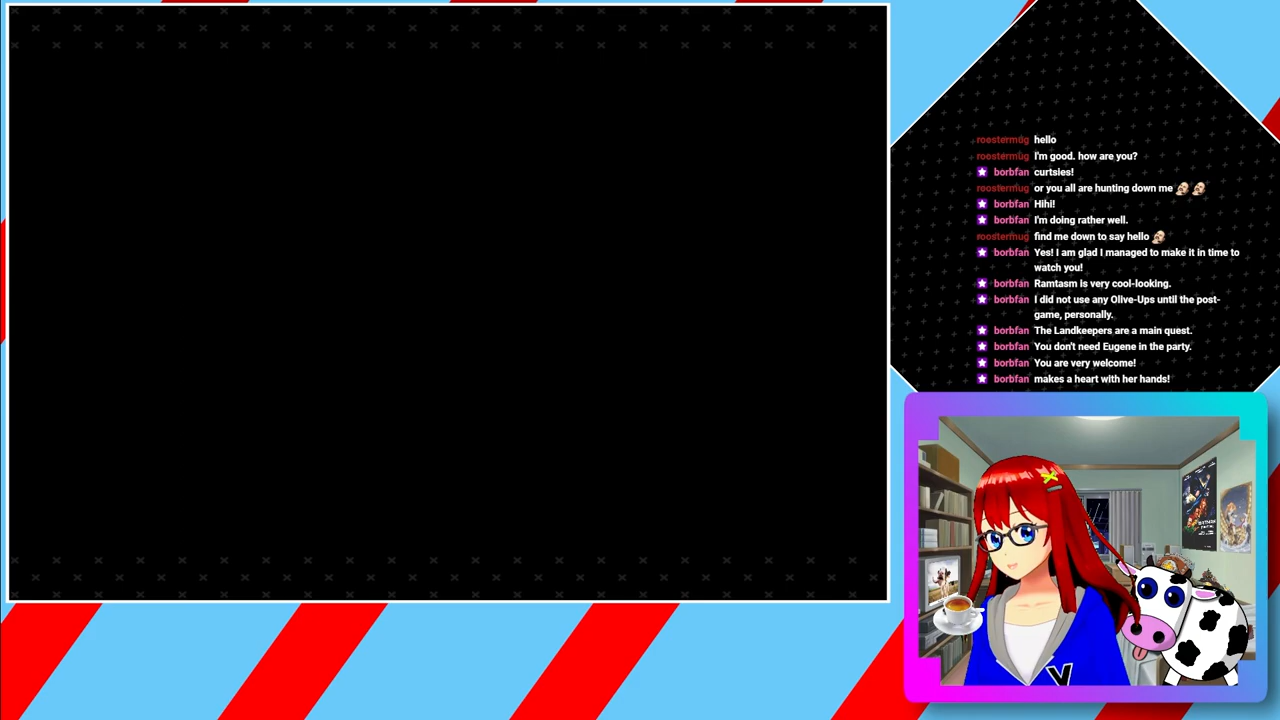 roostermug hello
roostermug I'm good. how are you?
borbfan curtsies!
roostermug or you all are hunting down me
borbfan Hihi!
borbfan I'm doing rather well.
roostermug find me down to say hello
borbfan Yes! I am glad I managed to make it in time to
watch you!
borbfan Ramtasm is very cool-looking.
borbfan I did not use any Olive-Ups until the post-
game, personally.
borbfan The Landkeepers are a main quest.
borbfan You don't need Eugene in the party.
borbfan You are very welcome!
borbfan makes a heart with her hands!